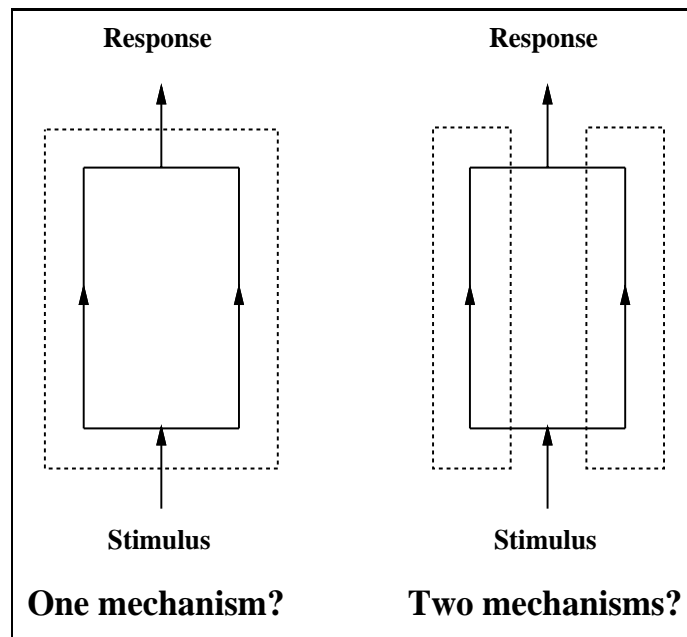 Response
Stimulus
One mechanism?
Response
Stimulus
Two mechanisms?